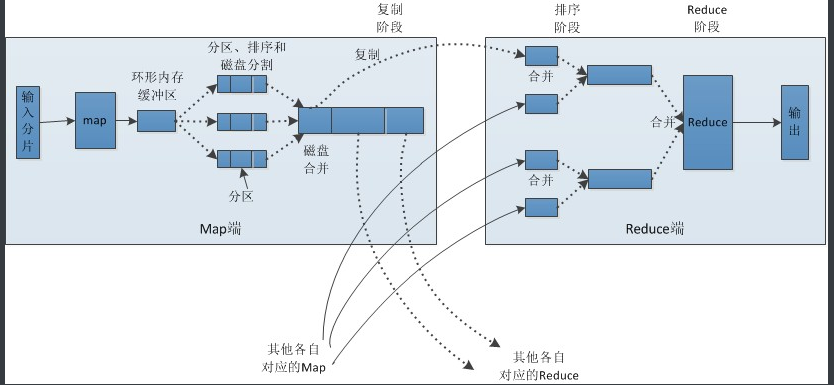 复制
阶段
排序
阶段
Reduce
阶段
分区、排序和
磁盘分割
复制
环形内存
缓冲区
输
入
分
片
map
磁盘
合并
分区
Map端
合并
合并
合并
Reduce
输
出
Reduce端
其他各自
对应的Map
其他各自
对应的Reduce